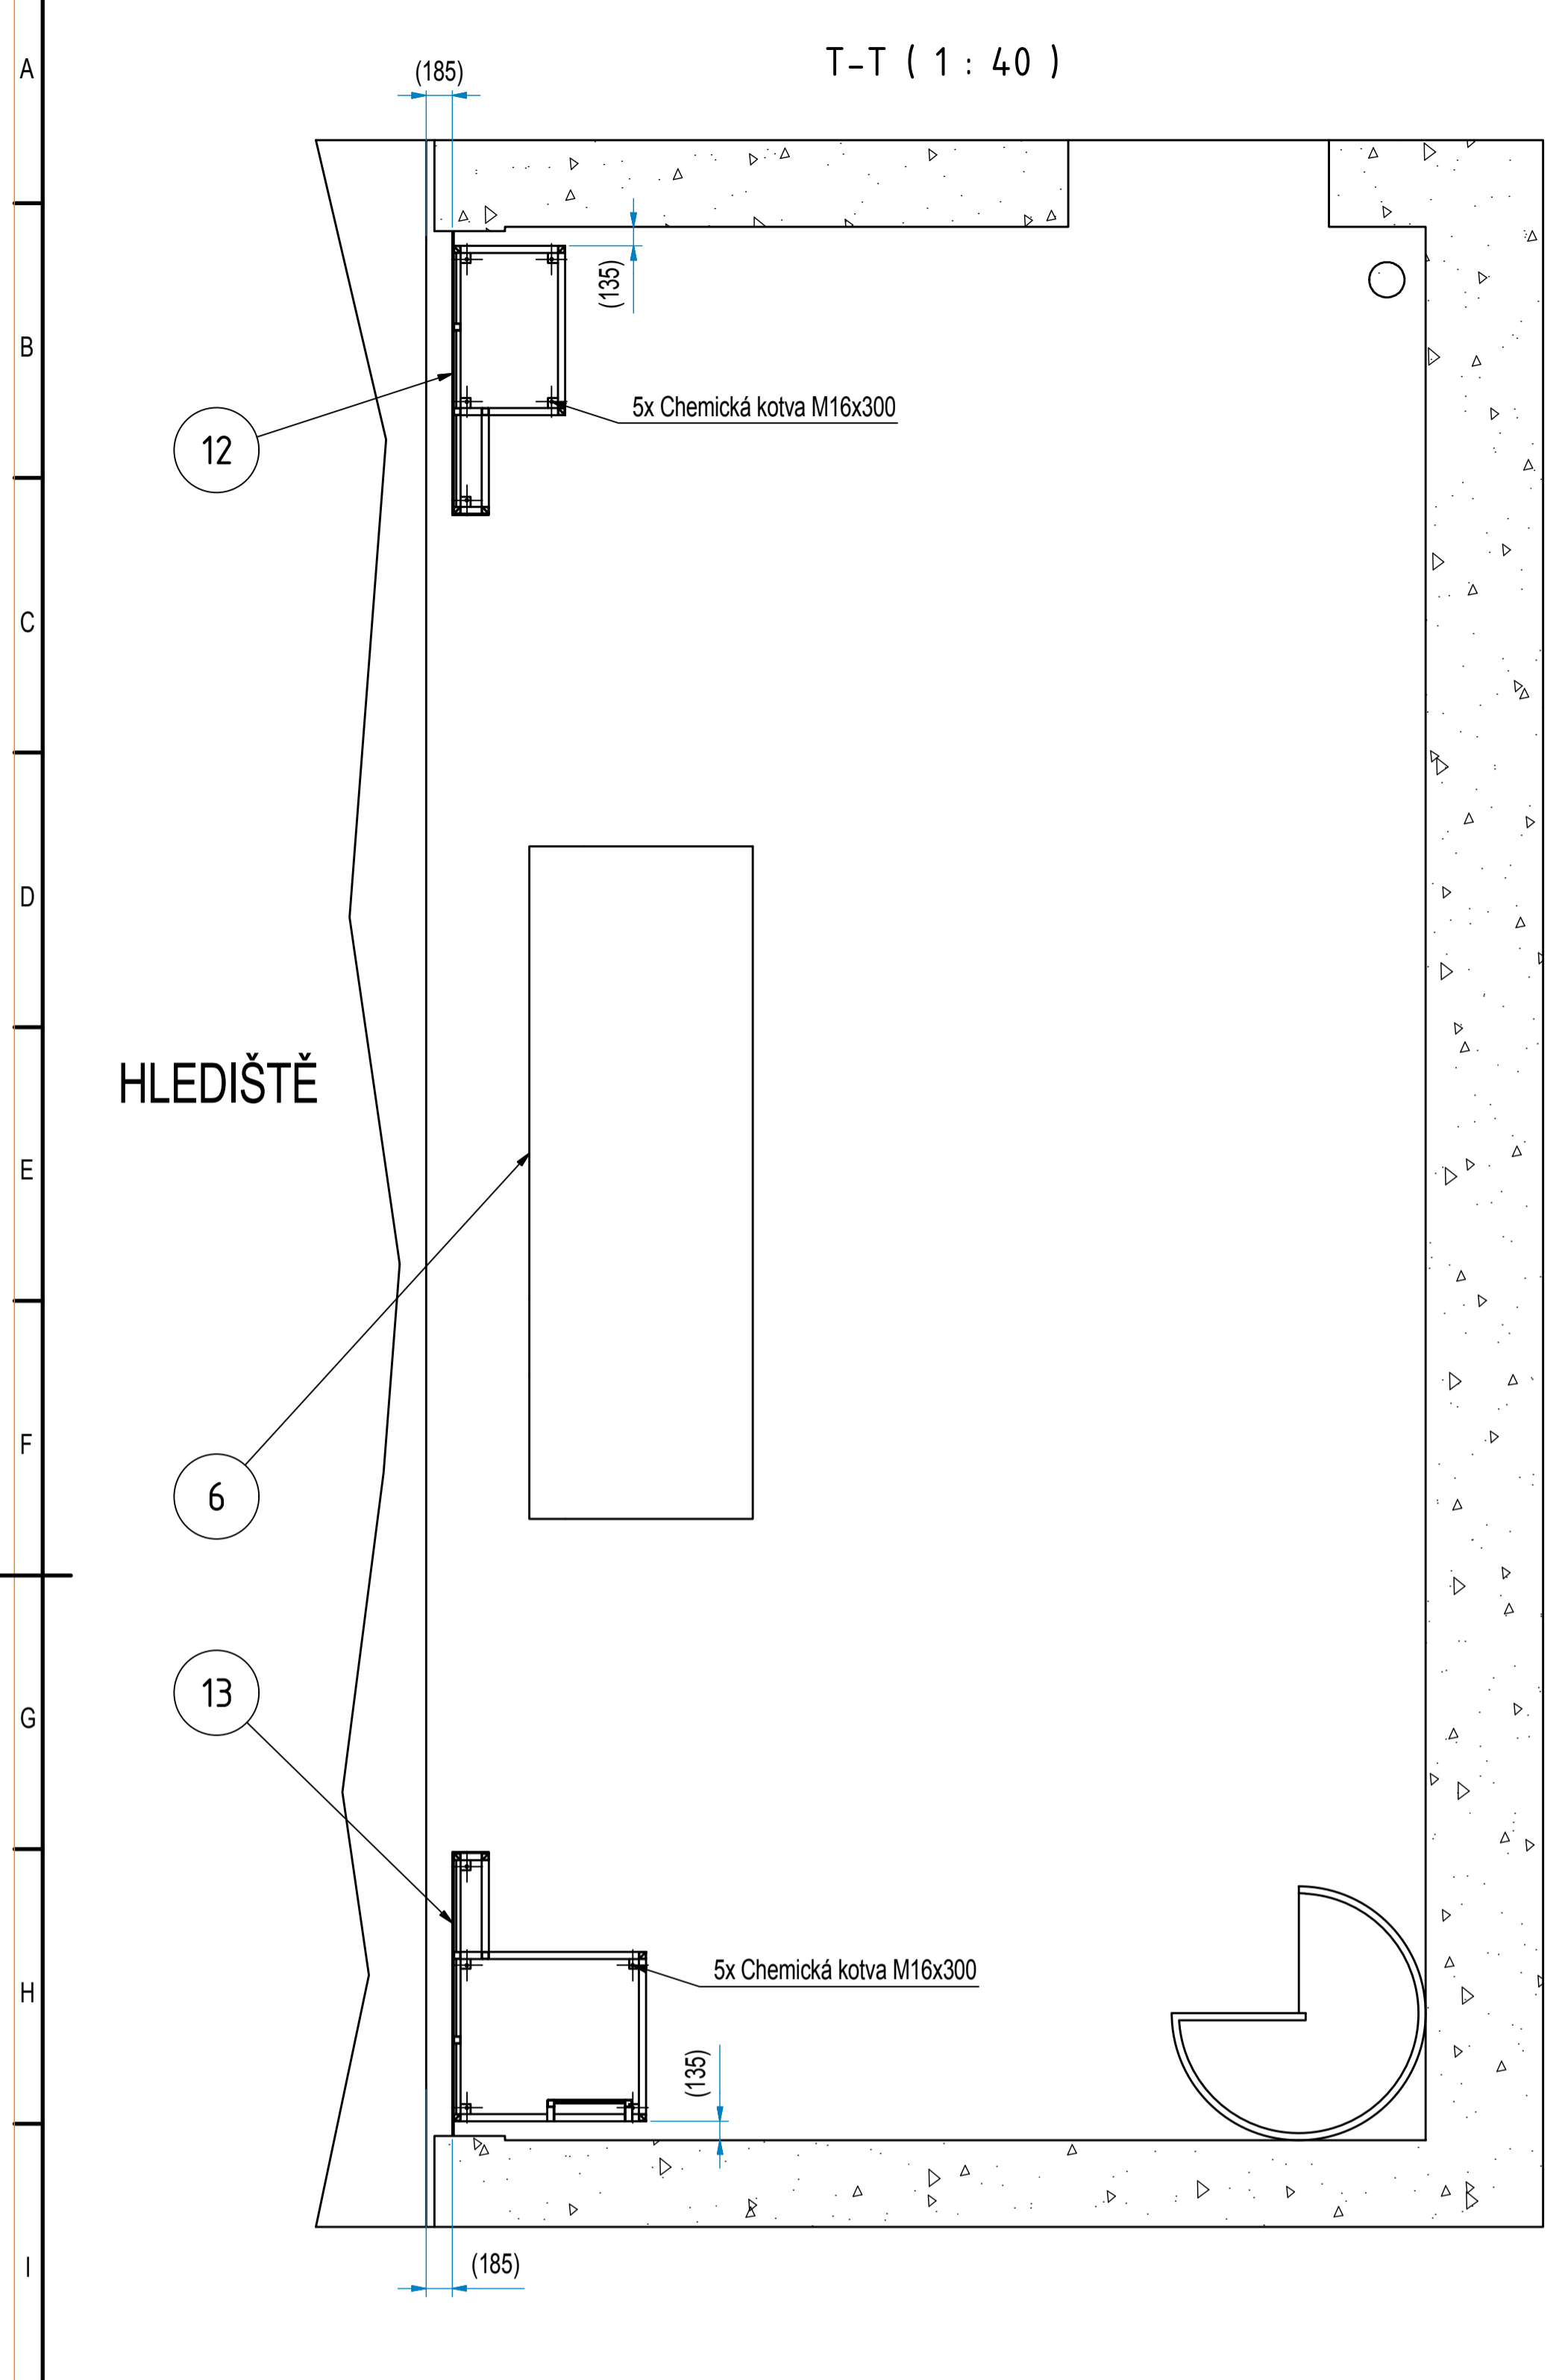 T-T ( 1 : 40 )
A
(185)
(135)
B
5x Chemická kotva M16x300
12
C
D
HLEDIŠTĚ
E
F
6
13
G
5x Chemická kotva M16x300
H
(135)
I
(185)